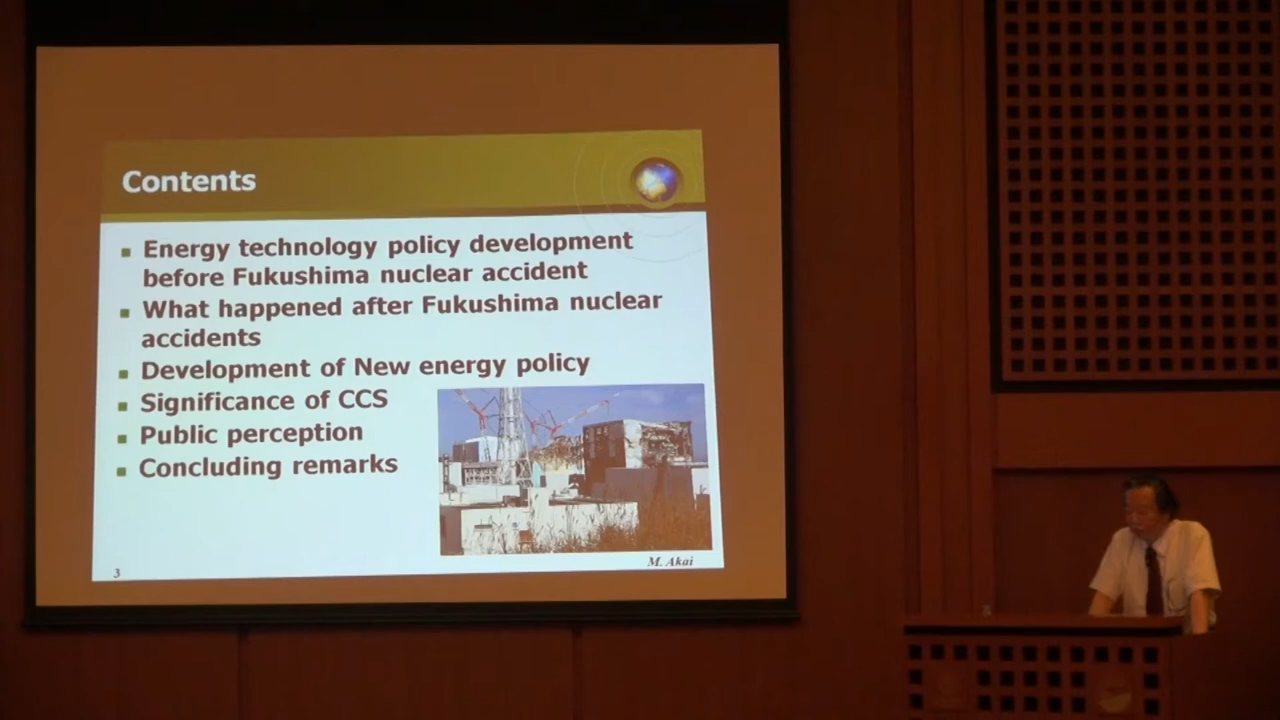 Contents
Energy technology policy development
before Fukushima nuclear accident
What happened after Fukushima nuclear
accidents
Development of New energy policy
Significance of CCS
Public perception
Concluding remarks
3
M. Akai